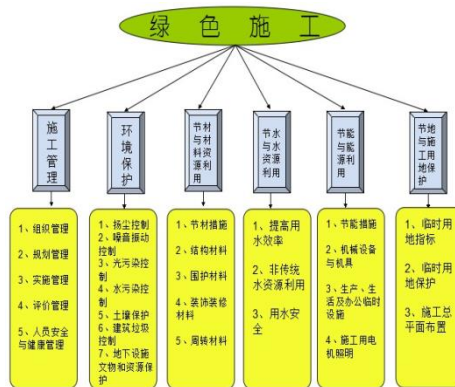 绿 色 施 工
施工管理
环境保护
节材与材料资源利用
节水与水资源利用
节能与能源利用
节地与施工用地保护
1、组织管理
2、规划管理
3、实施管理
4、评价管理
5、人员安全
与健康管理
1、扬尘控制
2、噪音振动
控制
3、光污染控
制
4、水污染控
制
5、土壤保护
6、建筑垃圾
控制
7、地下设施
文物和资源保
护
1、节材措施
2、结构材料
3、围护材料
4、装饰装修
材料
5、周转材料
1、提高用
水效率
2、非传统
水资源利用
3、用水安
全
1、节能措施
2、机械设备
与机具
3、生产、生
活及办公临时
设施
4、施工用电
机照明
1、临时用
地指标
2、临时用
地保护
3、施工总
平面布置